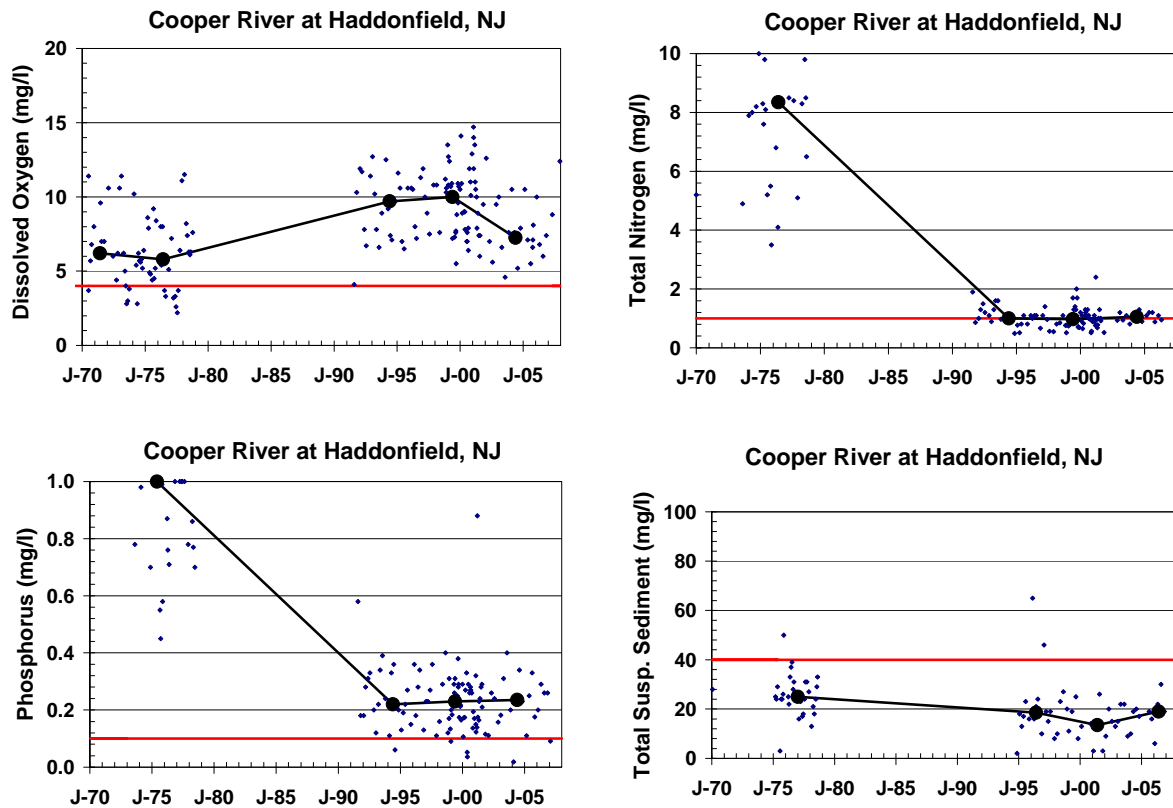 Cooper River at Haddonfield, NJ
Dissolved Oxygen (mg/l)
20
15
10
5
0
J-70 J-75 J-80 J-85 J-90 J-95 J-00 J-05
Cooper River at Haddonfield, NJ
Total Nitrogen (mg/l)
10
8
6
4
2
0
J-70 J-75 J-80 J-85 J-90 J-95 J-00 J-05
Cooper River at Haddonfield, NJ
Phosphorus (mg/l)
1.0
0.8
0.6
0.4
0.2
0.0
J-70 J-75 J-80 J-85 J-90 J-95 J-00 J-05
Cooper River at Haddonfield, NJ
Total Susp. Sediment (mg/l)
100
80
60
40
20
0
J-70 J-75 J-80 J-85 J-90 J-95 J-00 J-05